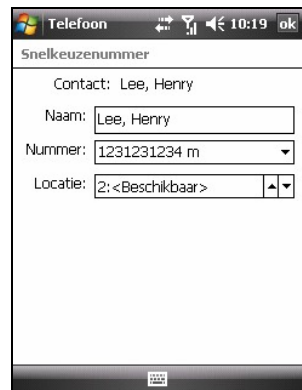 Telefoon 10:19 ok
Snelkeuzenummer
Contact: Lee, Henry
Naam: Lee, Henry
Nummer: 1231231234 m
Locatie: 2:<Beschikbaar>